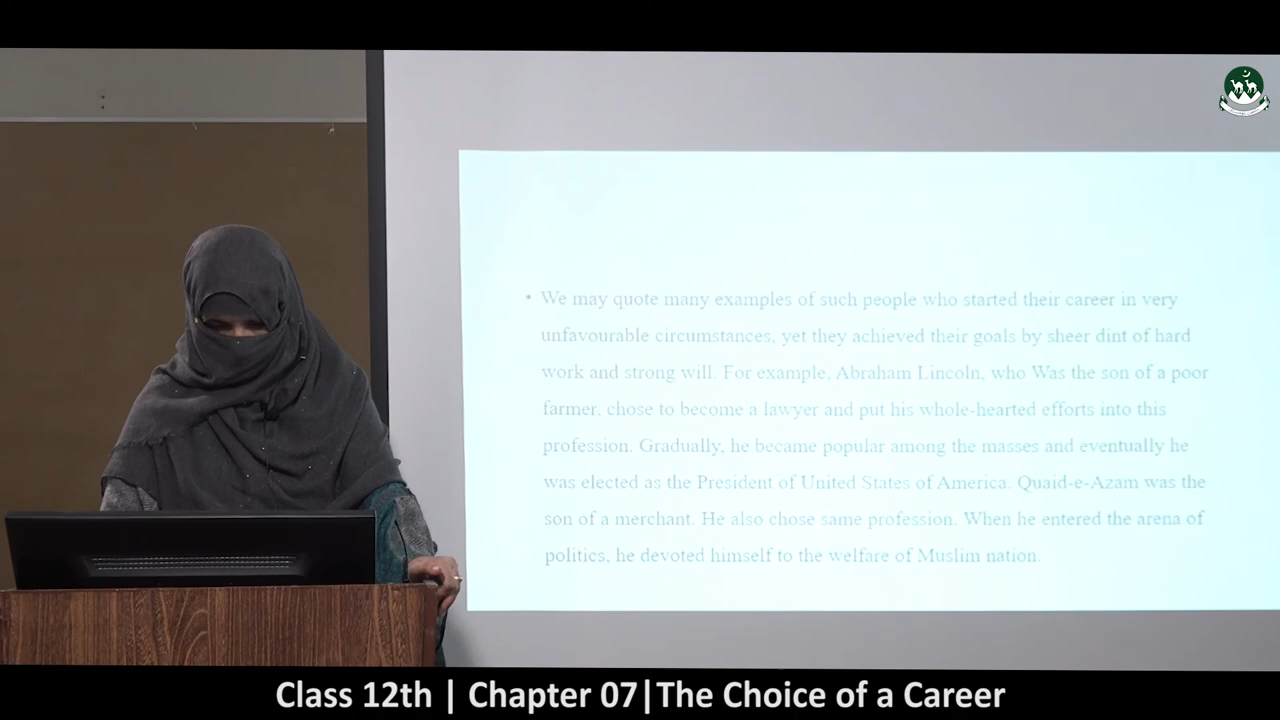 • We may quote many examples of such people who started their career in very
unfavourable circumstances, yet they achieved their goals by sheer dint of hard
work and strong will. For example, Abraham Lincoln, who Was the son of a poor
farmer, chose to become a lawyer and put his whole-hearted efforts into this
profession. Gradually, he became popular among the masses and eventually he
was elected as the President of United States of America. Quaid-e-Azam was the
son of a merchant. He also chose same profession. When he entered the arena of
politics, he devoted himself to the welfare of Muslim nation.
Class 12th | Chapter 07|The Choice of a Career